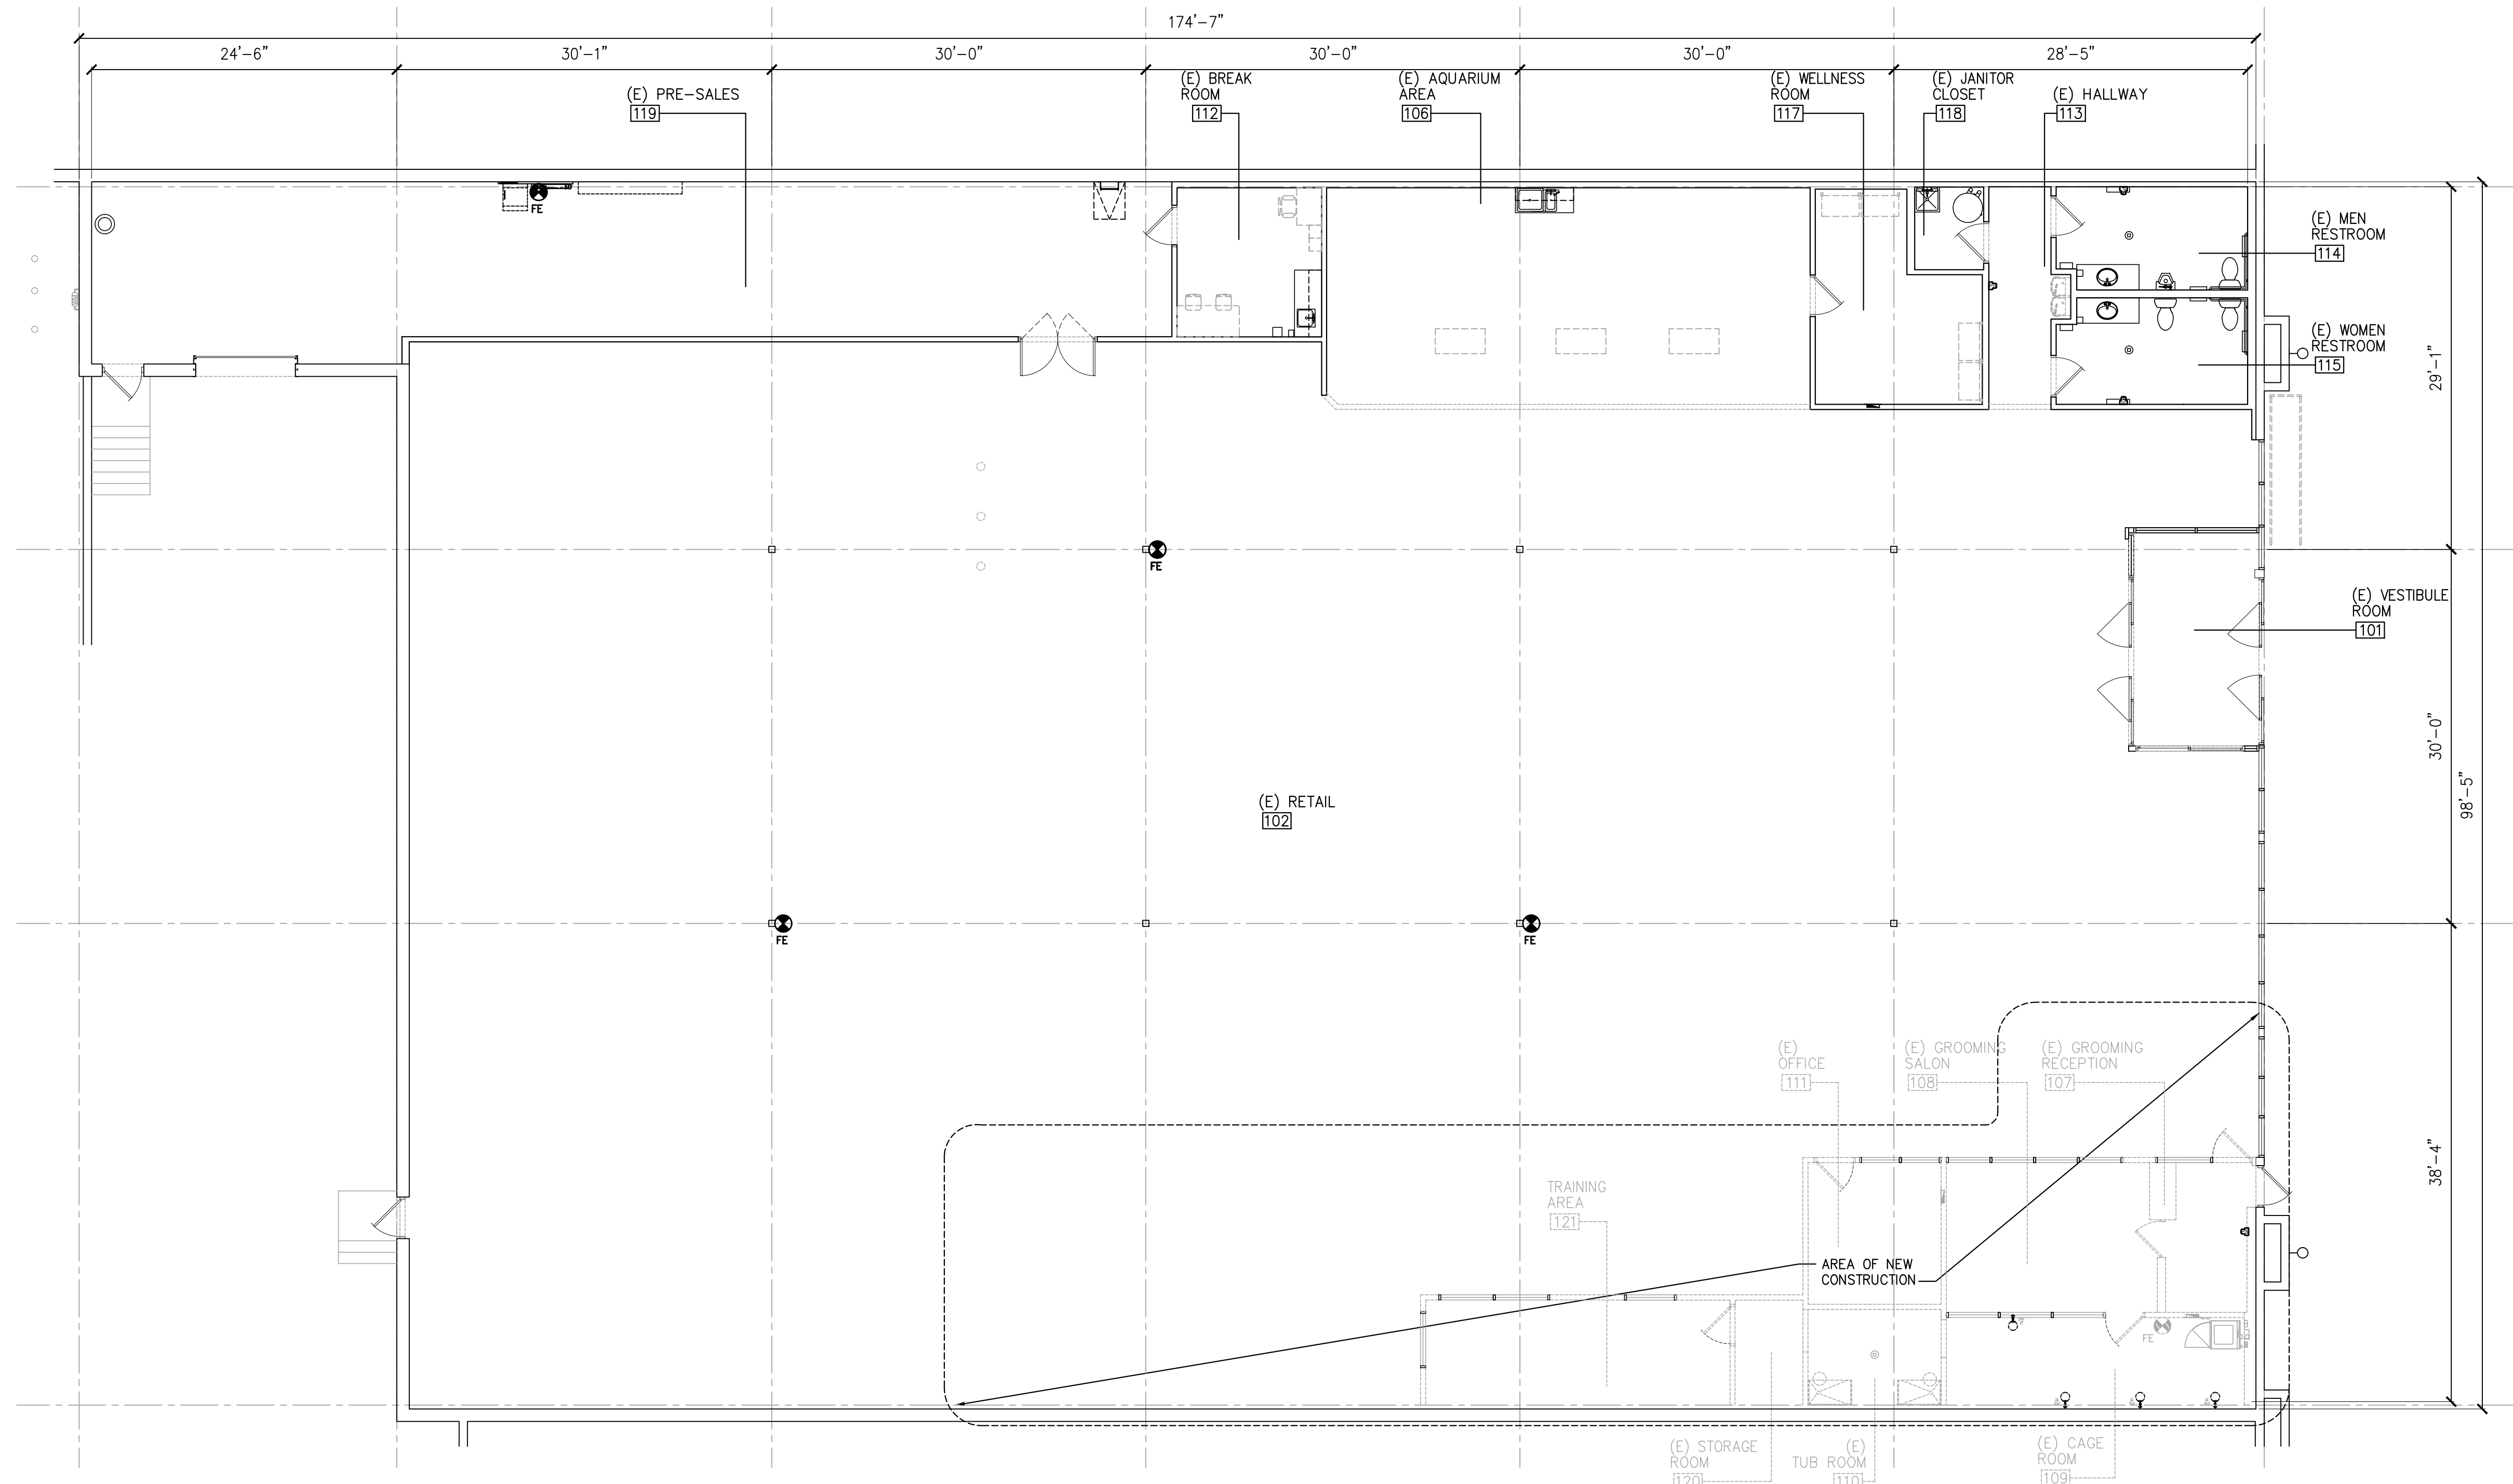 174'-7"
24'-6"
30'-1"
30'-0"
30'-0"
30'-0"
28'-5"
(E) PRE-SALES
119
(E) BREAK
ROOM
112
(E) AQUARIUM
AREA
106
(E) WELLNESS
ROOM
117
(E) JANITOR
CLOSET
118
(E) HALLWAY
113
FE
(E) MEN
RESTROOM
114
(E) WOMEN
RESTROOM
115
29'-1"
FE
(E) VESTIBULE
ROOM
101
30'-0"
98'-5"
(E) RETAIL
102
FE
FE
(E)
OFFICE
111
(E) GROOMING
SALON
108
(E) GROOMING
RECEPTION
107
38'-4"
TRAINING
AREA
121
AREA OF NEW
CONSTRUCTION
FE
(E) STORAGE
ROOM
120
(E)
TUB ROOM
110
(E) CAGE
ROOM
109